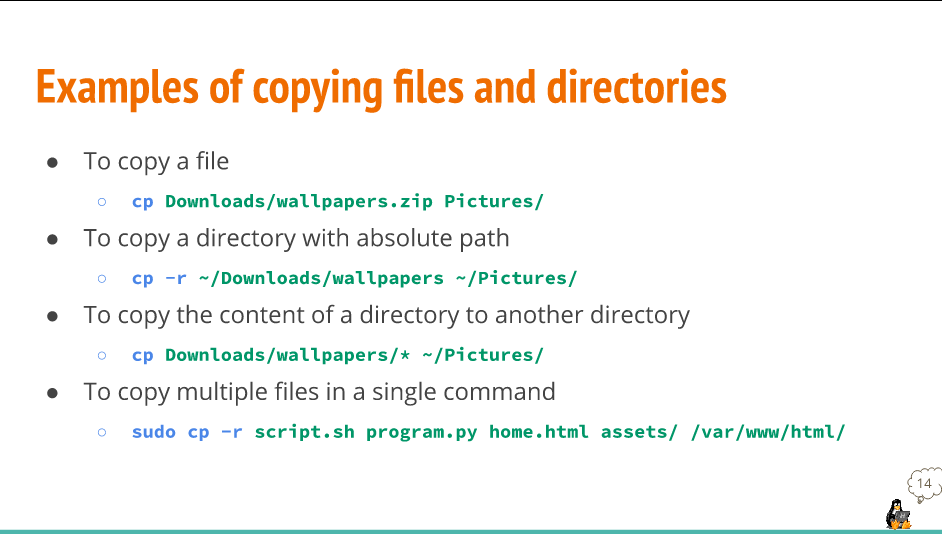 Examples of copying files and directories
● To copy a file
○ cp Downloads/wallpapers.zip Pictures/
● To copy a directory with absolute path
○ cp -r ~/Downloads/wallpapers ~/Pictures/
● To copy the content of a directory to another directory
○ cp Downloads/wallpapers/* ~/Pictures/
● To copy multiple files in a single command
○ sudo cp -r script.sh program.py home.html assets/ /var/www/html/
14